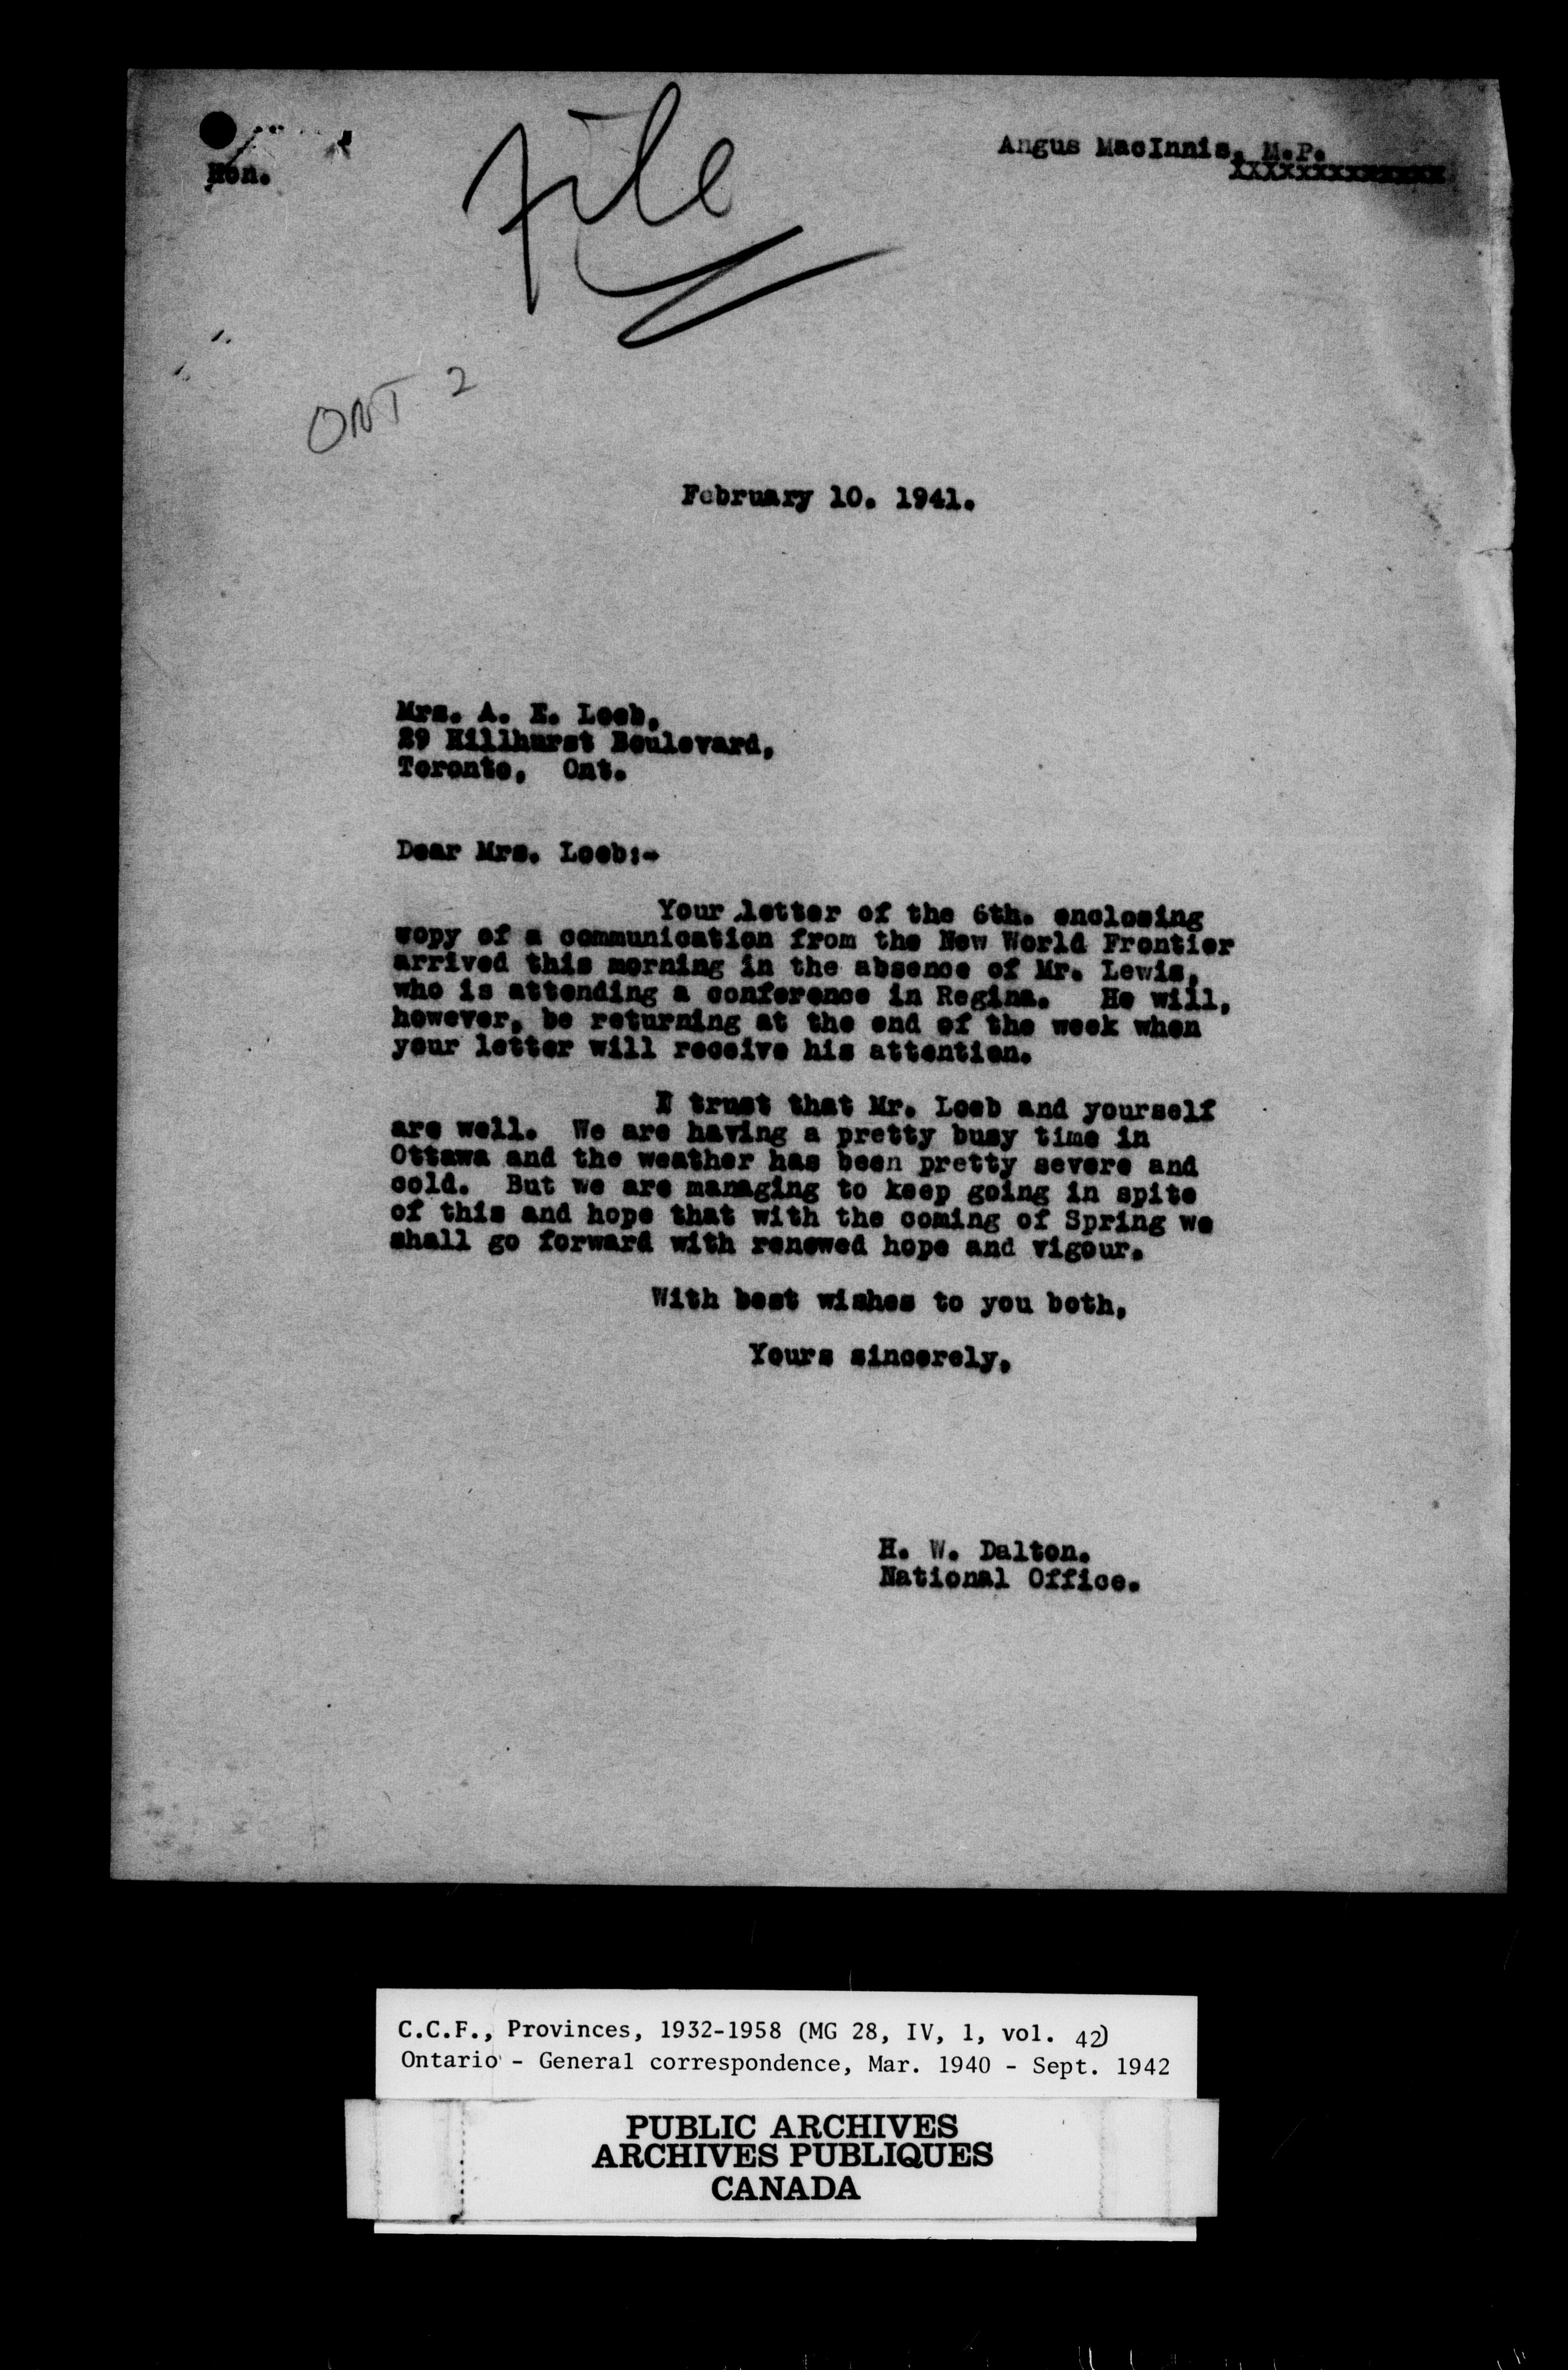 Hon.
File
Angus MacInnis, M.P.
xxxxxxxxxxxxxx
ONT 2
February 10. 1941.
Mrs. A. E. Loeb,
29 Hillhurst Boulevard,
Toronto, Ont.
Dear Mrs. Loeb:-
Your letter of the 6th. enclosing
copy of a communication from the New World Frontier
arrived this morning in the absence of Mr. Lewis,
who is attending a conference in Regina. He will,
however, be returning at the end of the week when
your letter will receive his attention.
I trust that Mr. Loeb and yourself
are well. We are having a pretty busy time in
Ottawa and the weather has been pretty severe and
cold. But we are managing to keep going in spite
of this and hope that with the coming of Spring we
shall go forward with renewed hope and vigour.
With best wishes to you both,
Yours sincerely,
H. W. Dalton.
National Office.
C.C.F., Provinces, 1932-1958 (MG 28, IV, 1, vol. 42)
Ontario - General correspondence, Mar. 1940 - Sept. 1942
PUBLIC ARCHIVES
ARCHIVES PUBLIQUES
CANADA